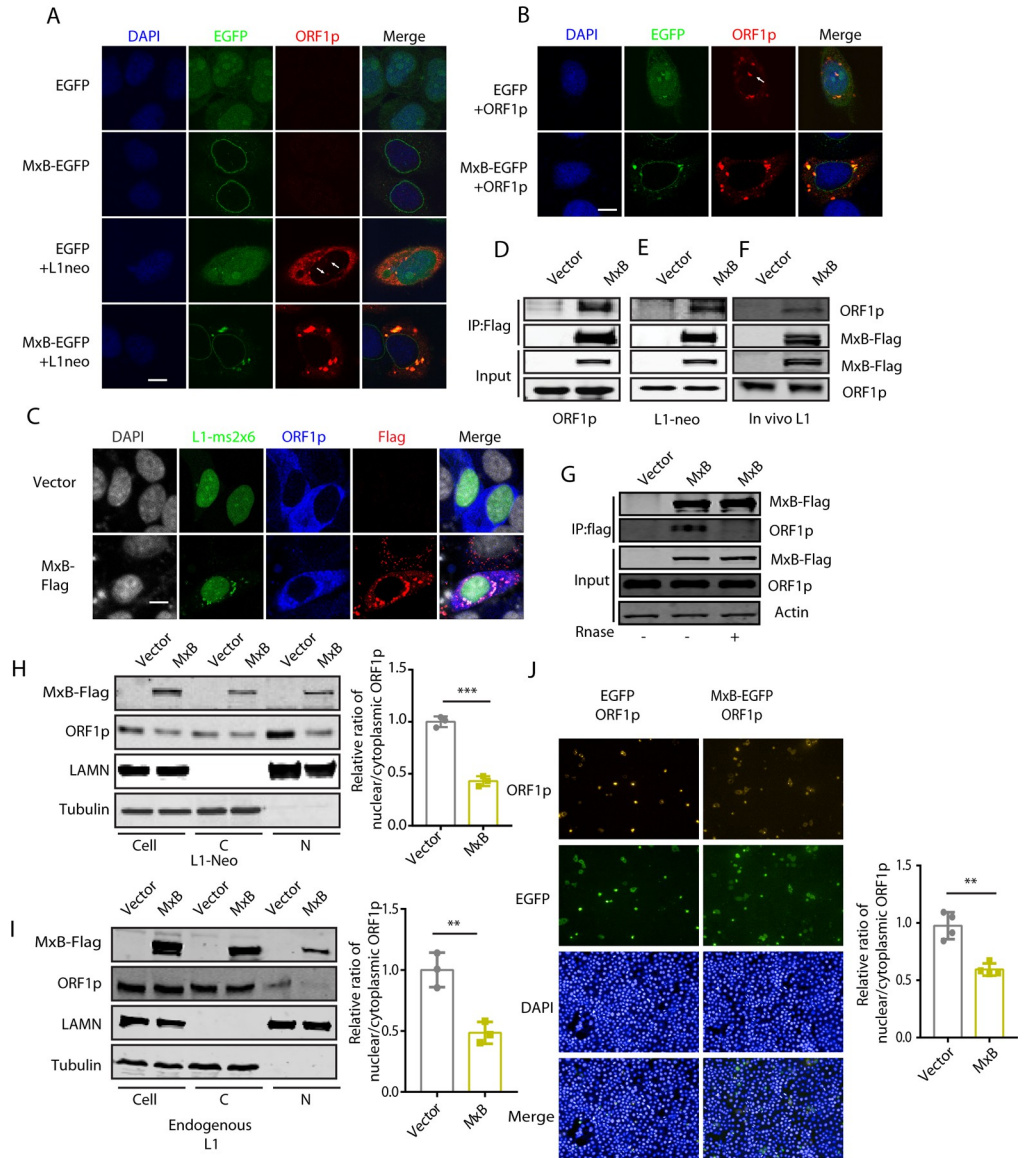 A
DAPI EGFP ORF1p Merge
EGFP
MxB-EGFP
EGFP
+L1neo
MxB-EGFP
+L1neo
B
DAPI EGFP ORF1p Merge
EGFP
+ORF1p
MxB-EGFP
+ORF1p
C
DAPI L1-ms2x6 ORF1p Flag Merge
Vector
MxB-
Flag
D E F
Vector MxB Vector MxB Vector MxB
IP:Flag
ORF1p
MxB-Flag
Input
MxB-Flag
ORF1p
ORF1p L1-neo In vivo L1
G
Vector MxB MxB
IP:flag
MxB-Flag
ORF1p
Input
MxB-Flag
ORF1p
Actin
Rnase - - +
H
Vector MxB Vector MxB Vector MxB
MxB-Flag
ORF1p
LAMN
Tubulin
Cell C N
L1-Neo
Relative ratio of
nuclear/cytoplasmic ORF1p
1.5
1.0
0.5
0.0
***
Vector MxB
I
Vector MxB Vector MxB Vector MxB
MxB-Flag
ORF1p
LAMN
Tubulin
Cell C N
Endogenous
L1
Relative ratio of
nuclear/cytoplasmic ORF1p
1.5
1.0
0.5
0.0
**
Vector MxB
J
EGFP MxB-EGFP
ORF1p ORF1p
ORF1p
EGFP
DAPI
Merge
Relative ratio of
nuclear/cytoplasmic ORF1p
1.5
1.0
0.5
0.0
**
Vector MxB